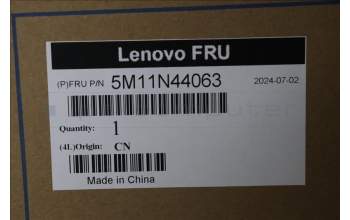 Lenovo FRU
(P)FRU P/N 5M11N44063 2024-07-02
Quantity: 1
(4L)Origin: CN
Made in China